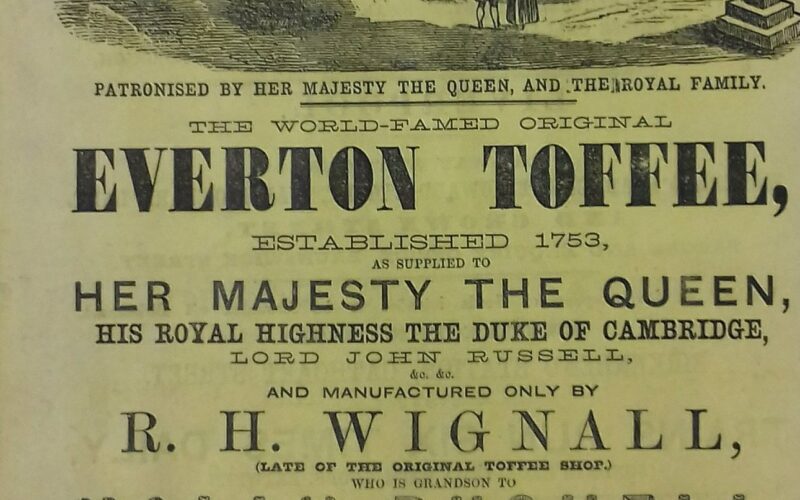 PATRONISED BY HER MAJESTY THE QUEEN, AND THE ROYAL FAMILY.
THE WORLD-FAMED ORIGINAL
EVERTON TOFFEE,
ESTABLISHED 1753,
AS SUPPLIED TO
HER MAJESTY THE QUEEN,
HIS ROYAL HIGHNESS THE DUKE OF CAMBRIDGE,
LORD JOHN RUSSELL,
&c. &c.
AND MANUFACTURED ONLY BY
R. H. WIGNALL,
(LATE OF THE ORIGINAL TOFFEE SHOP.)
WHO IS GRANDSON TO